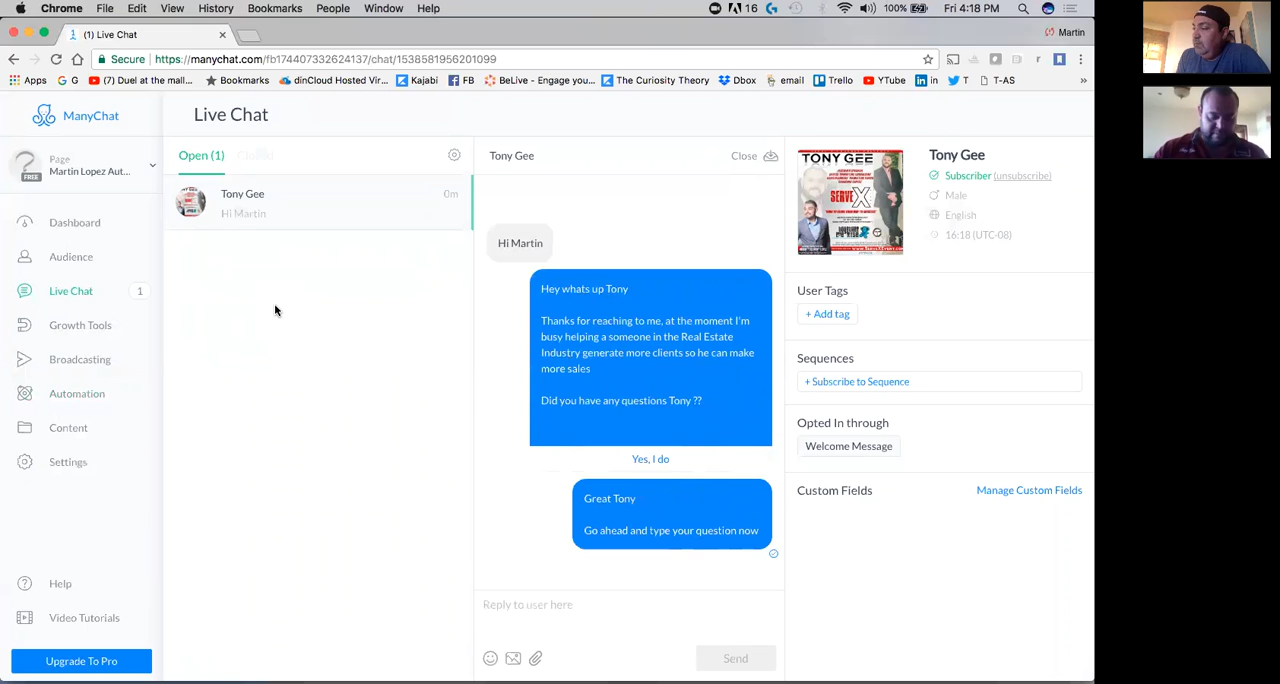 Chrome File Edit View History Bookmarks People Window Help
16 100% Fri 4:18 PM
(1) Live Chat
Martin
Secure https://manychat.com/fb174407332624137/chat/1538581956201099
Apps G (7) Duel at the mall... Bookmarks dinCloud Hosted Vir... Kajabi FB BeLive - Engage you... The Curiosity Theory Dbox email Trello YTube in T T-AS »
ManyChat
Live Chat
Page
Martin Lopez Aut...
FREE
Dashboard
Audience
Live Chat 1
Growth Tools
Broadcasting
Automation
Content
Settings
Help
Video Tutorials
Upgrade To Pro
Open (1)
Tony Gee 0m
Hi Martin
Tony Gee
Close
Hi Martin
Hey whats up Tony
Thanks for reaching to me, at the moment I'm
busy helping a someone in the Real Estate
Industry generate more clients so he can make
more sales
Did you have any questions Tony ??
Yes, I do
Great Tony
Go ahead and type your question now
Reply to user here
Send
TONY GEE
SERVE X
Tony Gee
Subscriber (unsubscribe)
Male
English
16:18 (UTC-08)
User Tags
+ Add tag
Sequences
+ Subscribe to Sequence
Opted In through
Welcome Message
Custom Fields Manage Custom Fields